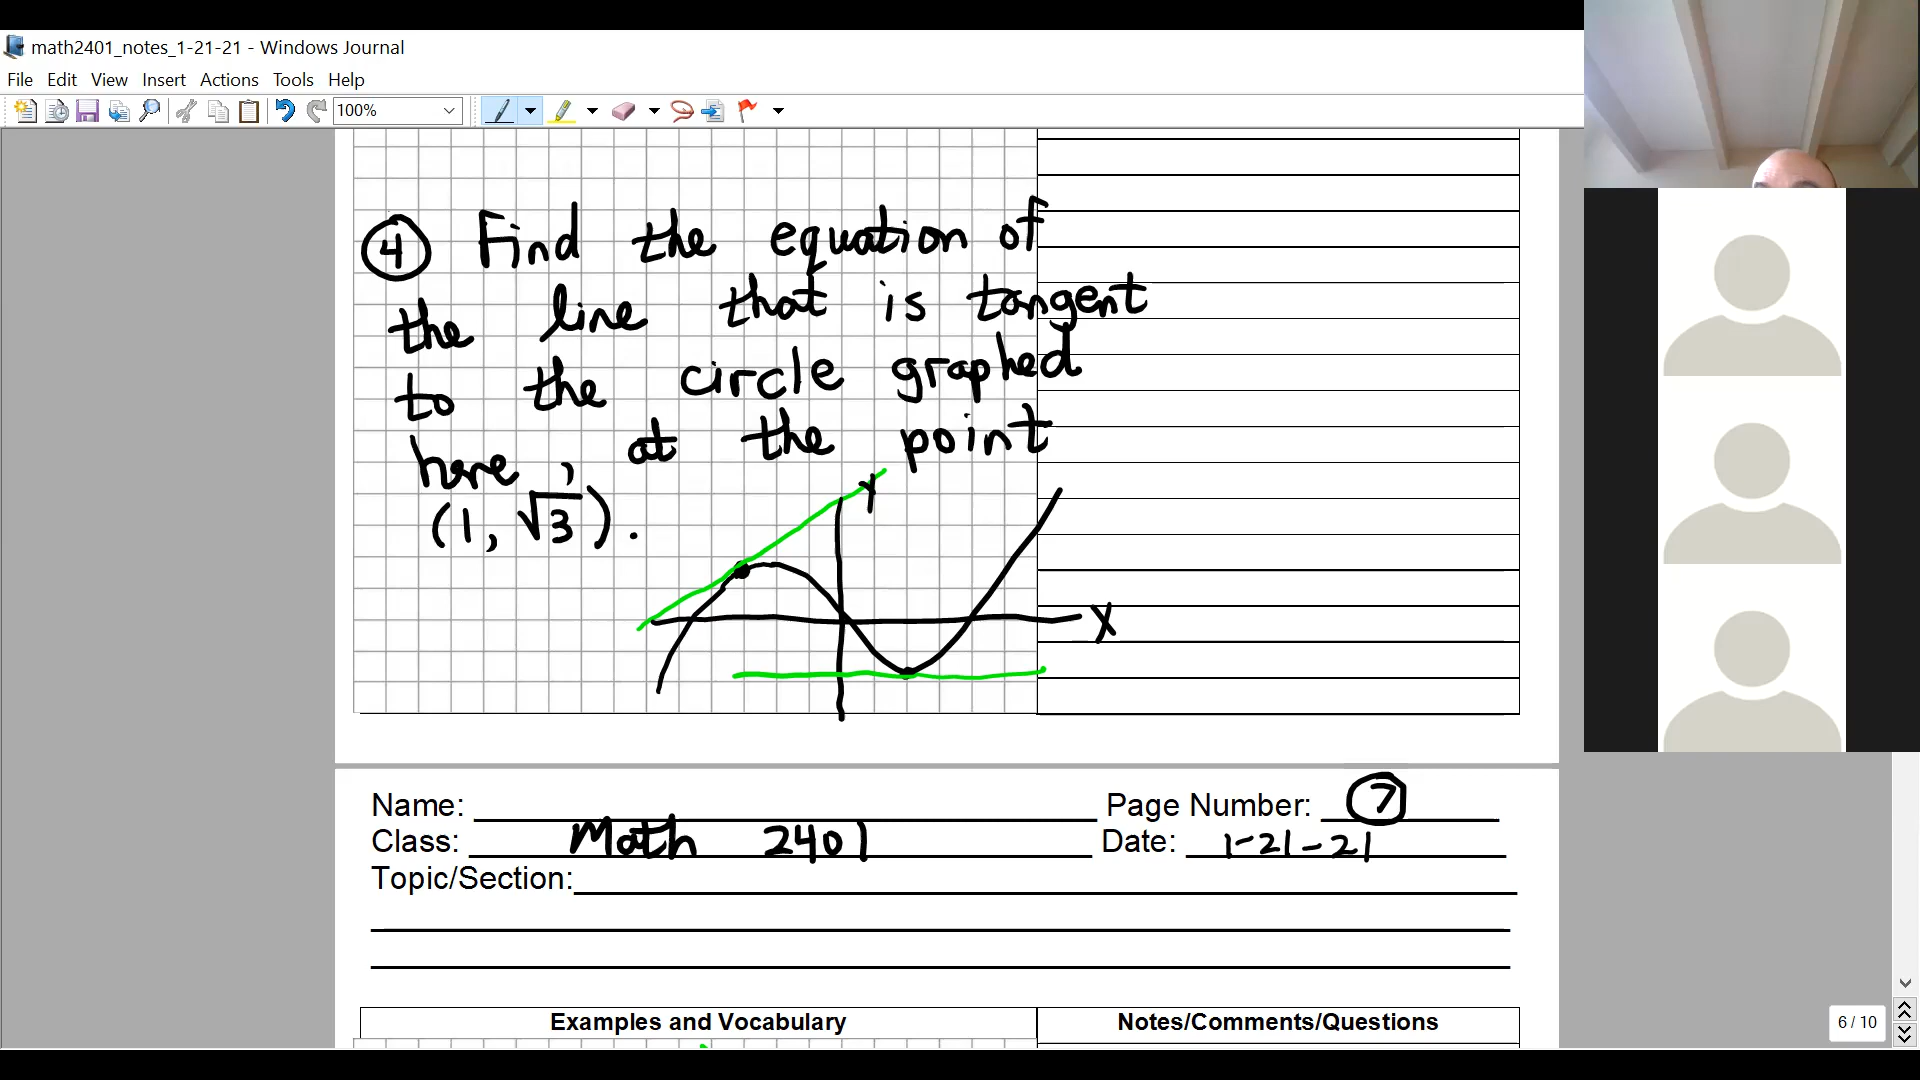 math2401_notes_1-21-21 - Windows Journal
File Edit View Insert Actions Tools Help
100%
④ Find the equation of
the line that is tangent
to the circle graphed
here, at the point
(1, √3).
Y
X
Name:
Page Number: ⑦
Class: Math 2401
Date: 1-21-21
Topic/Section:
Examples and Vocabulary
Notes/Comments/Questions
6 / 10